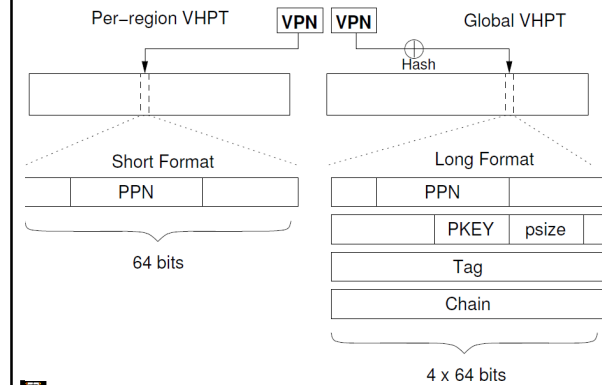 Per-region VHPT
VPN
VPN
Global VHPT
Hash
Short Format
PPN
64 bits
Long Format
PPN
PKEY
psize
Tag
Chain
4 x 64 bits